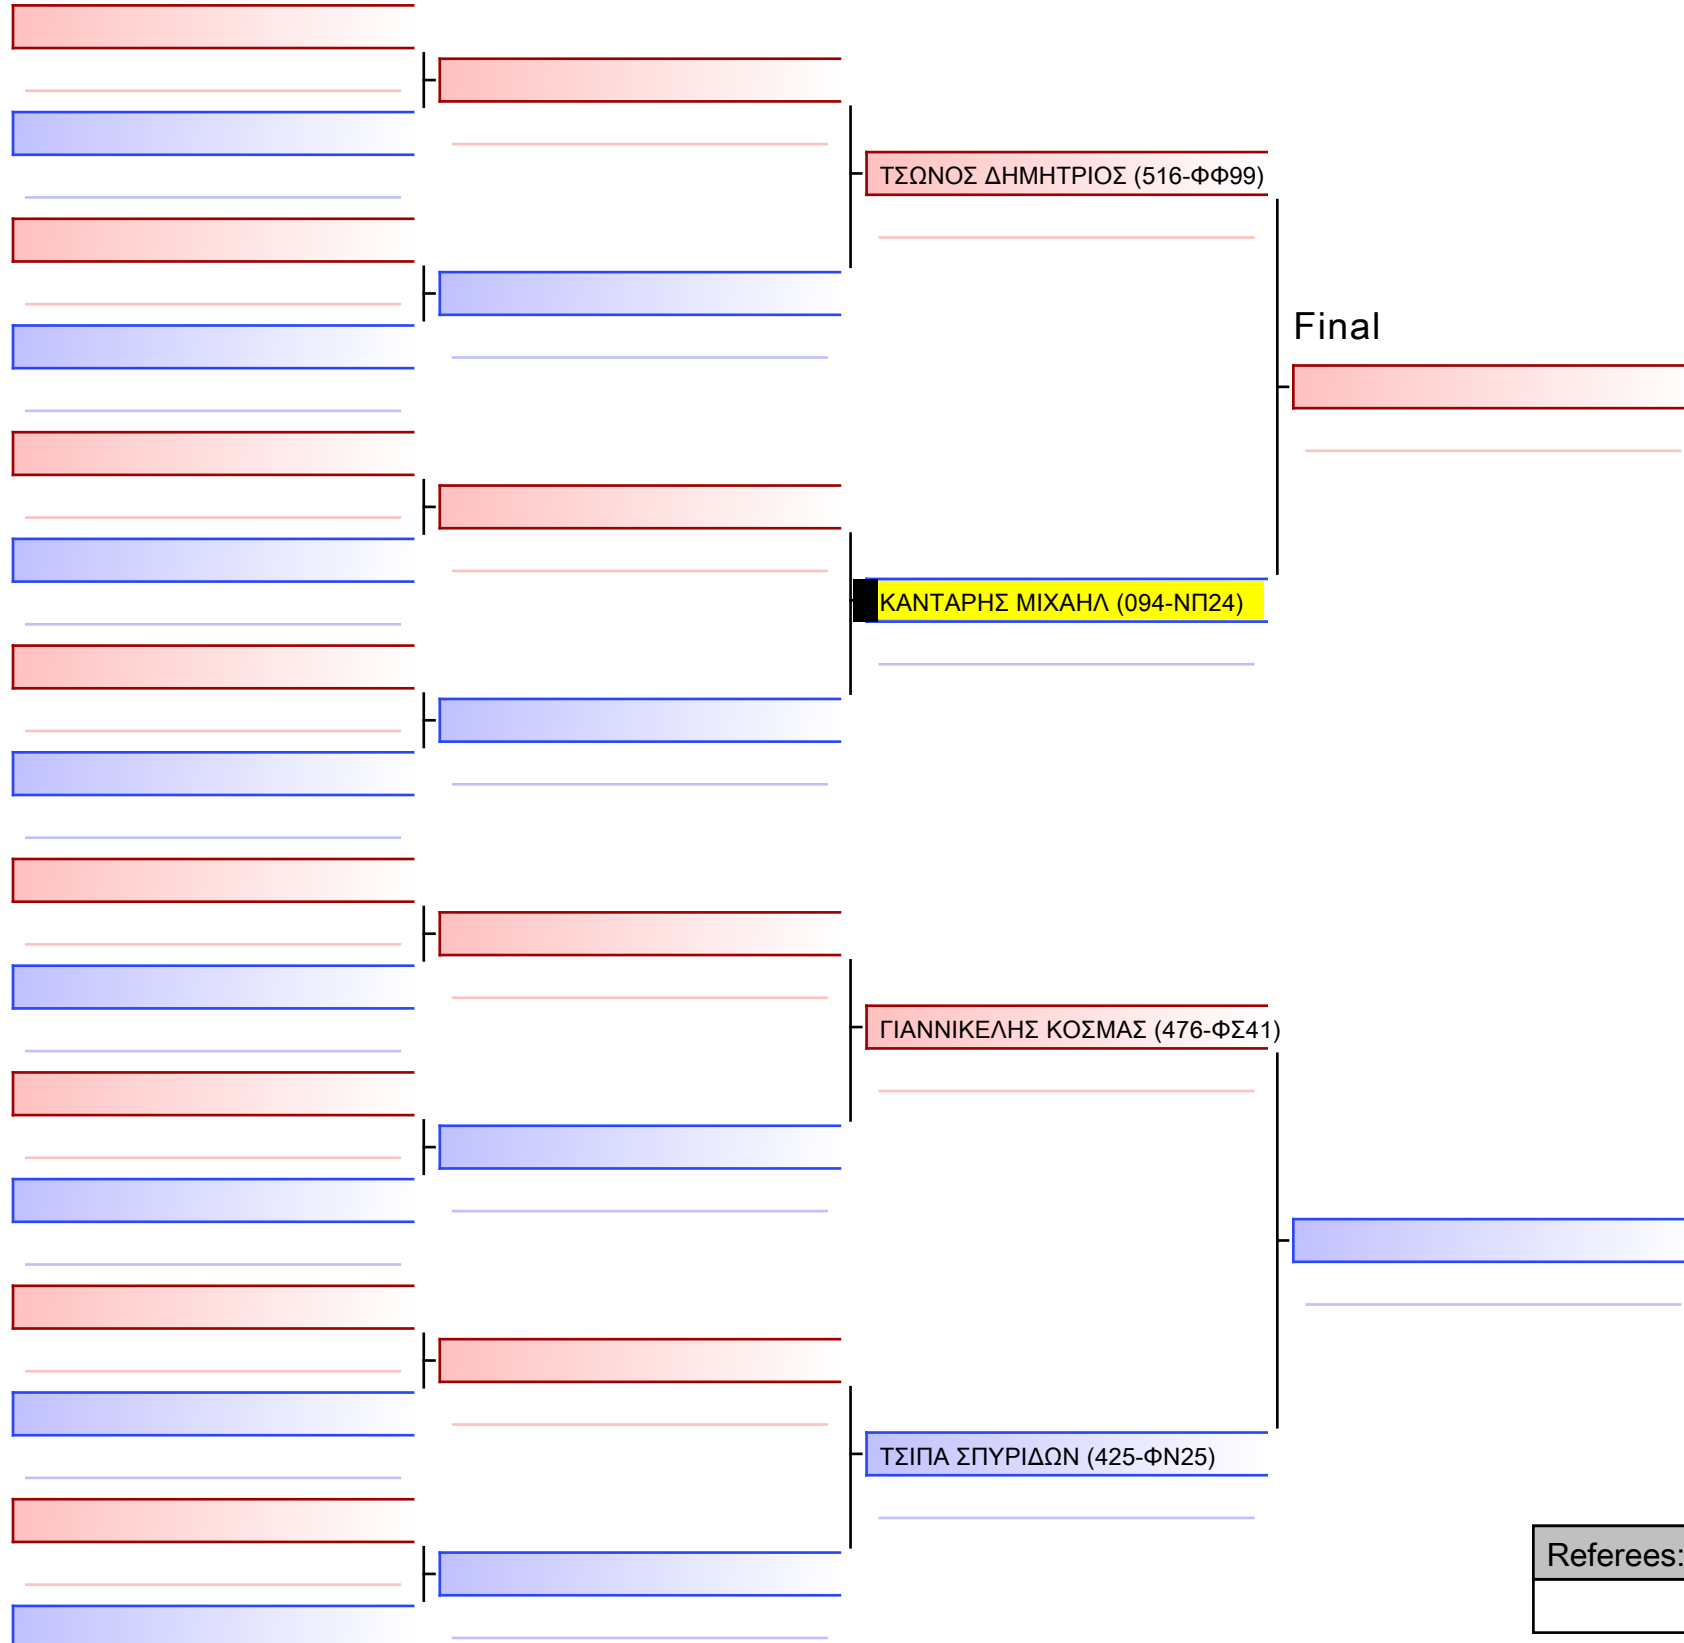 ΤΣΩΝΟΣ ΔΗΜΗΤΡΙΟΣ (516-ΦΦ99)
Final
ΚΑΝΤΑΡΗΣ ΜΙΧΑΗΛ (094-ΝΠ24)
ΓΙΑΝΝΙΚΕΛΗΣ ΚΟΣΜΑΣ (476-ΦΣ41)
ΤΣΙΠΑ ΣΠΥΡΙΔΩΝ (425-ΦΝ25)
Referees: